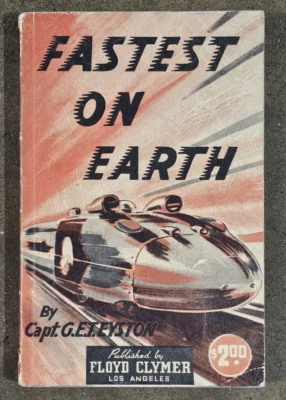 FASTEST
ON
EARTH
By
Capt. G.E.T. EYSTON
Published by
FLOYD CLYMER
LOS ANGELES
$2.00